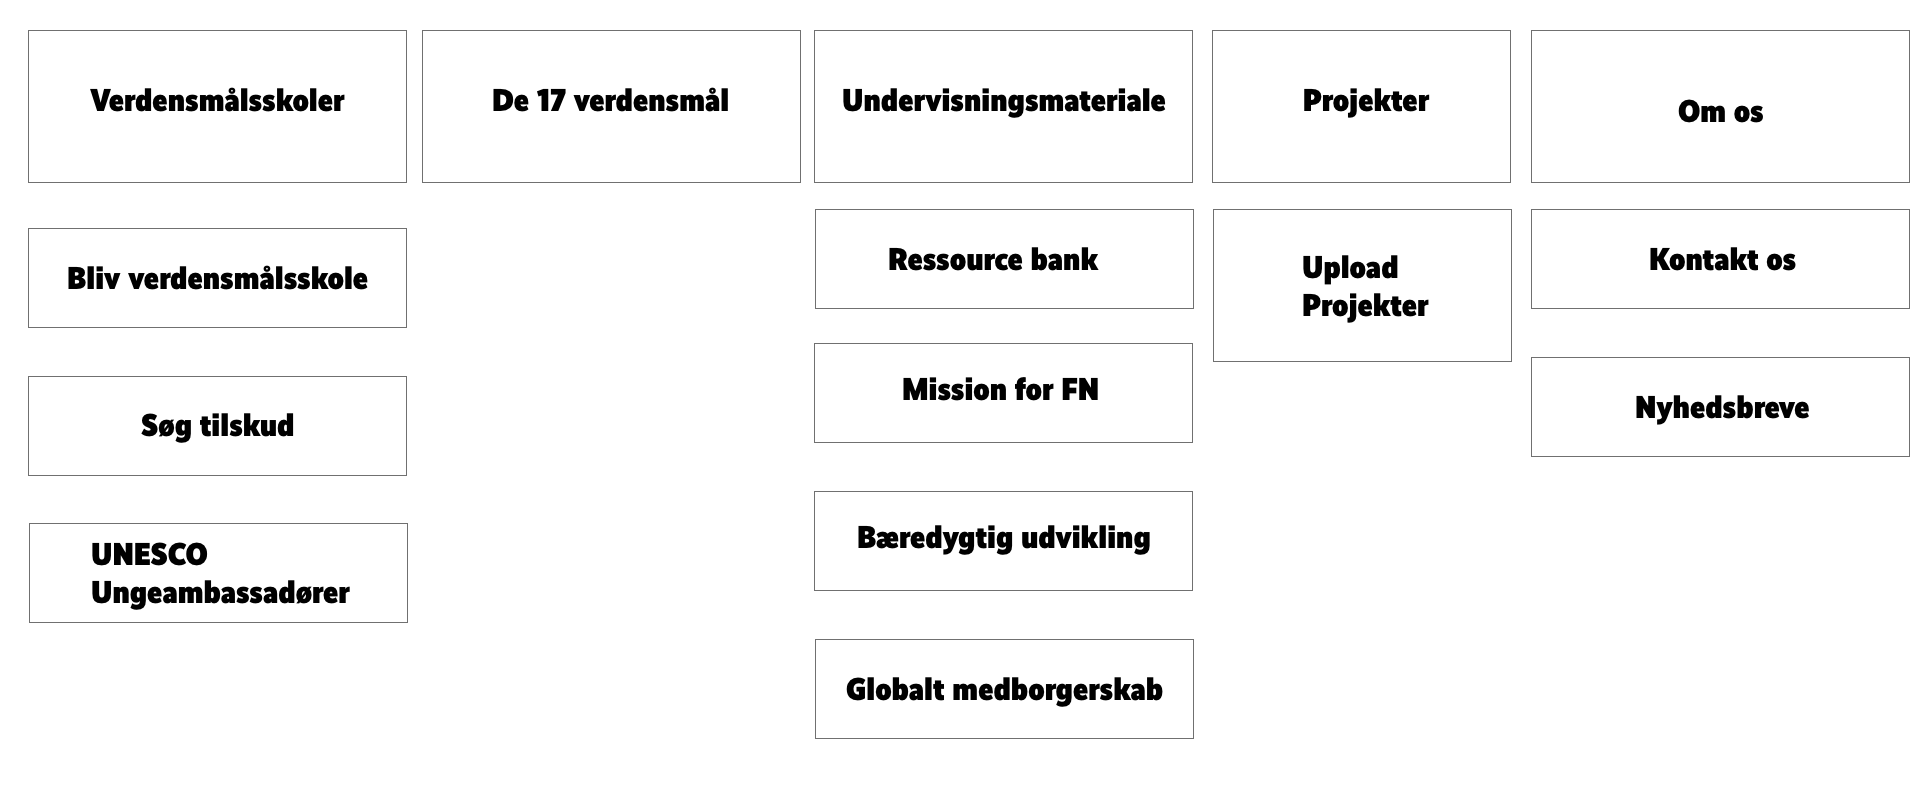 Verdensmålsskoler
De 17 verdensmål
Undervisningsmateriale
Projekter
Om os
Bliv verdensmålsskole
Søg tilskud
UNESCO
Ungeambassadører
Ressource bank
Mission for FN
Bæredygtig udvikling
Globalt medborgerskab
Upload
Projekter
Kontakt os
Nyhedsbreve